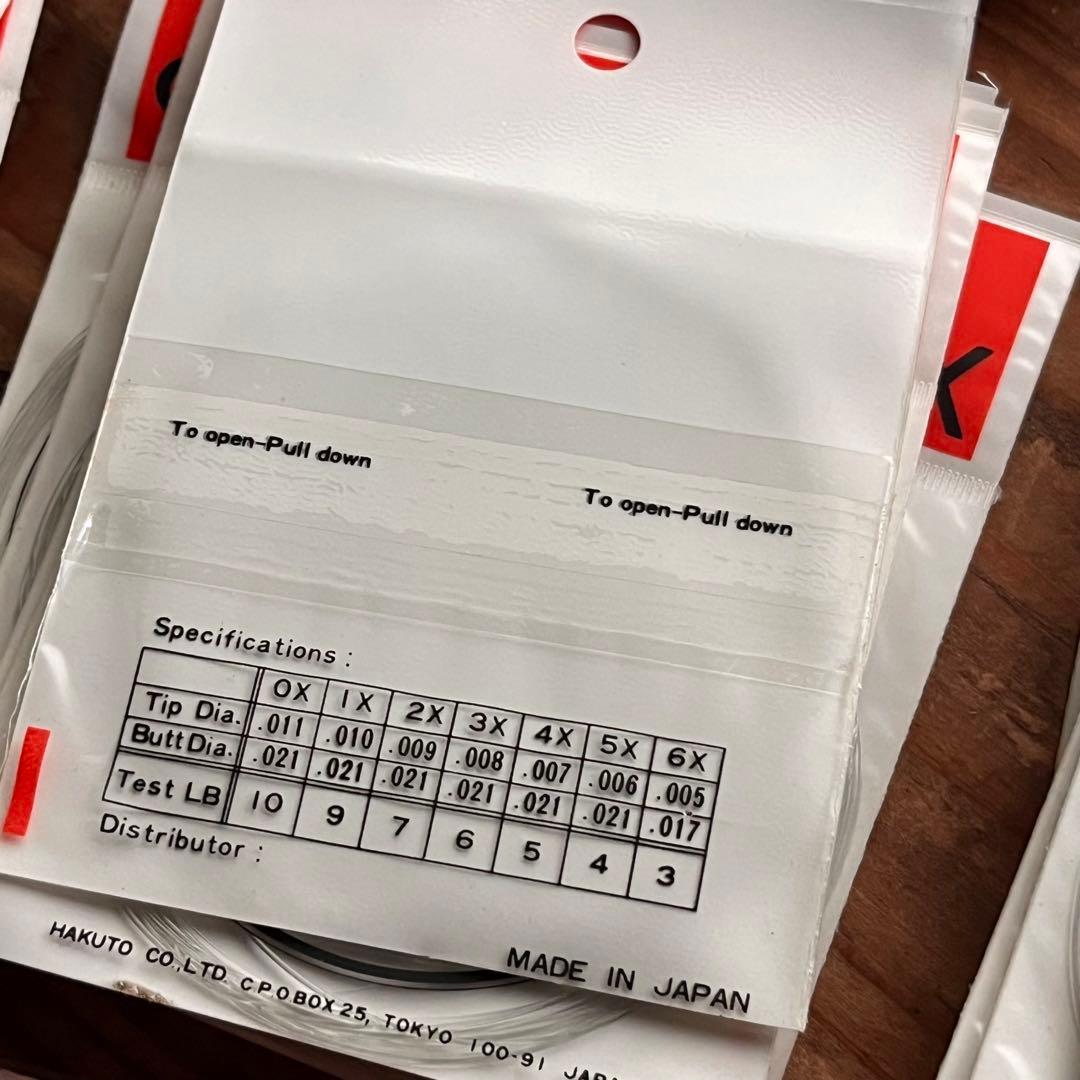 To open-Pull down
To open-Pull down
Specifications :
0X 1X 2X 3X 4X 5X 6X
Tip Dia. .011 .010 .009 .008 .007 .006 .005
Butt Dia. .021 .021 .021 .021 .021 .021 .017
Test LB 10 9 7 6 5 4 3
Distributor :
MADE IN JAPAN
HAKUTO CO.,LTD. C.P.O.BOX 25, TOKYO 100-91
K